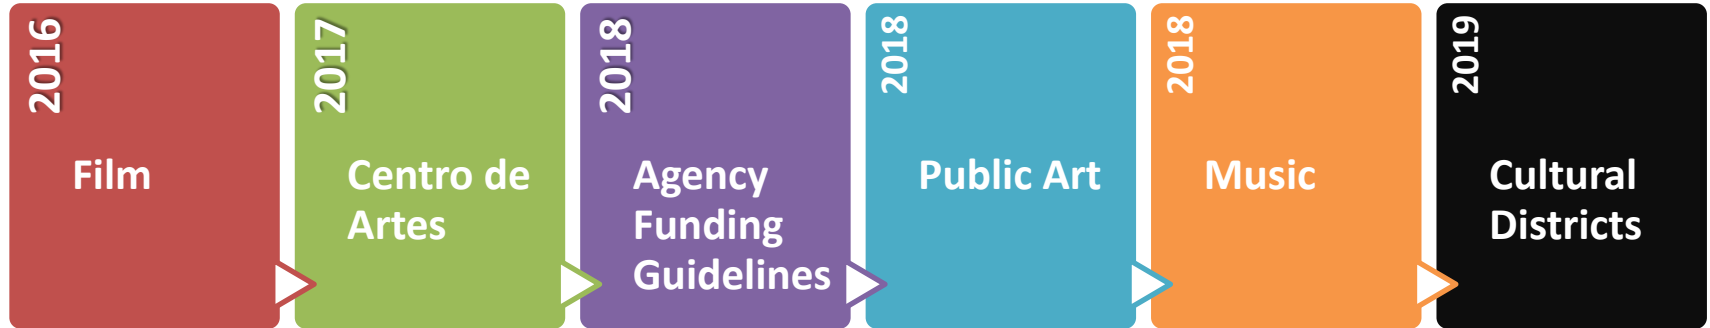 2016
Film
2017
Centro de
Artes
2018
Agency
Funding
Guidelines
2018
Public Art
2018
Music
2019
Cultural
Districts